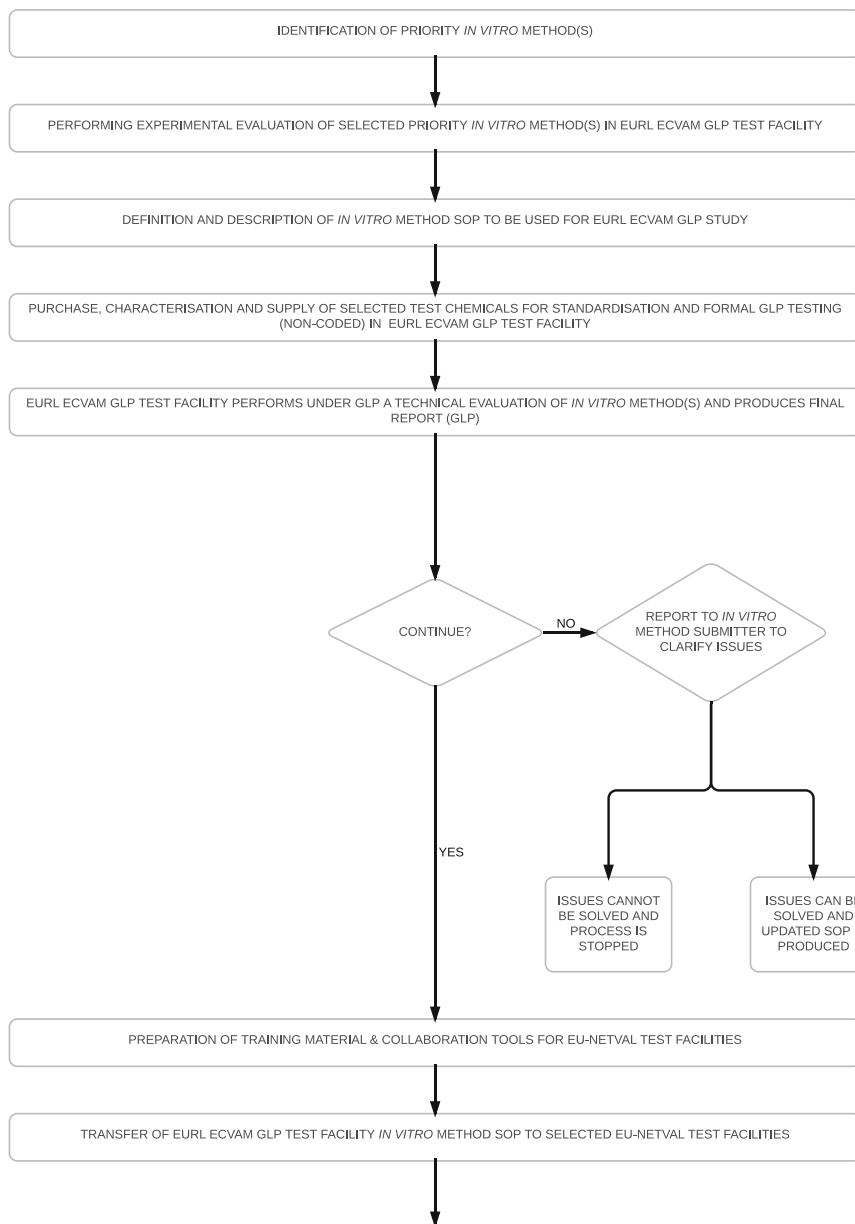 IDENTIFICATION OF PRIORITY IN VITRO METHOD(S)
PERFORMING EXPERIMENTAL EVALUATION OF SELECTED PRIORITY IN VITRO METHOD(S) IN EURL ECVAM GLP TEST FACILITY
DEFINITION AND DESCRIPTION OF IN VITRO METHOD SOP TO BE USED FOR EURL ECVAM GLP STUDY
PURCHASE, CHARACTERISATION AND SUPPLY OF SELECTED TEST CHEMICALS FOR STANDARDISATION AND FORMAL GLP TESTING
(NON-CODED) IN EURL ECVAM GLP TEST FACILITY
EURL ECVAM GLP TEST FACILITY PERFORMS UNDER GLP A TECHNICAL EVALUATION OF IN VITRO METHOD(S) AND PRODUCES FINAL
REPORT (GLP)
CONTINUE?
NO
REPORT TO IN VITRO
METHOD SUBMITTER TO
CLARIFY ISSUES
YES
ISSUES CANNOT
BE SOLVED AND
PROCESS IS
STOPPED
ISSUES CAN
SOLVED AND
UPDATED SOP
PRODUCED
PREPARATION OF TRAINING MATERIAL & COLLABORATION TOOLS FOR EU-NETVAL TEST FACILITIES
TRANSFER OF EURL ECVAM GLP TEST FACILITY IN VITRO METHOD SOP TO SELECTED EU-NETVAL TEST FACILITIES